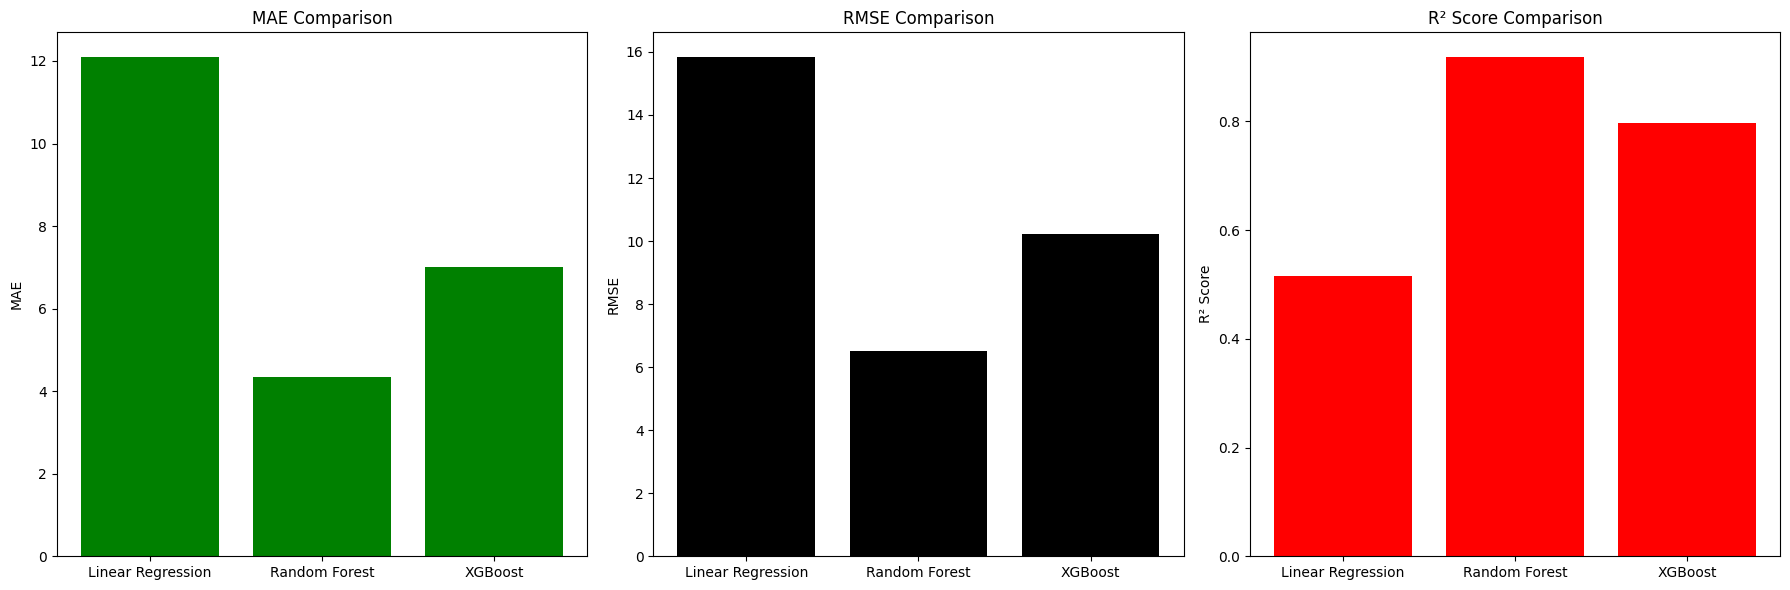 MAE Comparison
MAE
12
10
8
6
4
2
0
Linear Regression
Random Forest
XGBoost
RMSE Comparison
RMSE
16
14
12
10
8
6
4
2
0
Linear Regression
Random Forest
XGBoost
R² Score Comparison
R² Score
0.8
0.6
0.4
0.2
0.0
Linear Regression
Random Forest
XGBoost